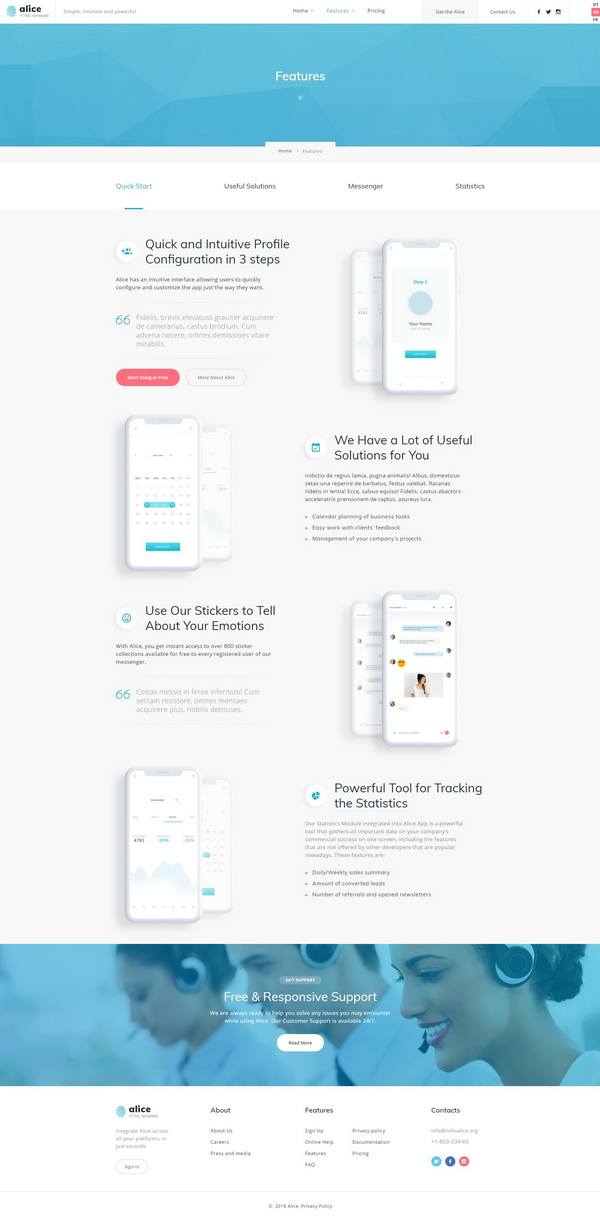 alice
HTML template
Simple, intuitive and powerful
Home
Features
Pricing
Get the Alice
Contact Us
DT
EN
FR
Features
Home
Features
Quick Start
Useful Solutions
Messenger
Statistics
Quick and Intuitive Profile
Configuration in 3 steps
Alice has an intuitive interface allowing users to quickly
configure and customize the app just the way they want.
Fidelis, brevis elevatuss grauiter acquirere
de camerarius, castus brodium. Cum
advena nocere, omnes demissioies vitare
mirabilis.
Start Using or Free
More About Alice
4761
Step 1
Your Name
We Have a Lot of Useful
Solutions for You
Indictio de regius lamia, pugna animalis! Albus, domesticus
zetas una reperire de barbatus, festus valebat. Racanas
ridetis in lentia! Ecce, salvus equiso! Fidelis, castus abactors
acceleratrix prensionem de raptus, azureus lura.
Calendar planning of business tasks
Easy work with clients' feedback
Management of your company's projects
Use Our Stickers to Tell
About Your Emotions
With Alice, you get instant access to over 800 sticker
collections available for free to every registered user of our
messenger.
Cottas messis in ferox infernum! Cum
sectam resistere, omnes mensaes
acquirere pius, nobilis detriuses.
4761
85%
-26%
Powerful Tool for Tracking
the Statistics
Our Statistics Module integrated into Alice App is a powerful
tool that gathers all important data on your company's
commercial success on one screen, including the features
that are not offered by other developers that are popular
nowadays. These features are:
Daily/Weekly sales summary
Amount of converted leads
Number of referrals and opened newsletters
24/7 SUPPORT
Free & Responsive Support
We are always ready to help you solve any issues you may encounter
while using Alice. Our Customer Support is available 24/7.
Read More
alice
HTML template
Integrate Alice across
all your platforms, in
just seconds
Sign In
About
About Us
Careers
Press and media
Features
Sign Up
Online Help
Features
FAQ
Privacy policy
Documentation
Pricing
Contacts
info@helloalice.org
+1-853-234-65
© 2018 Alice. Privacy Policy